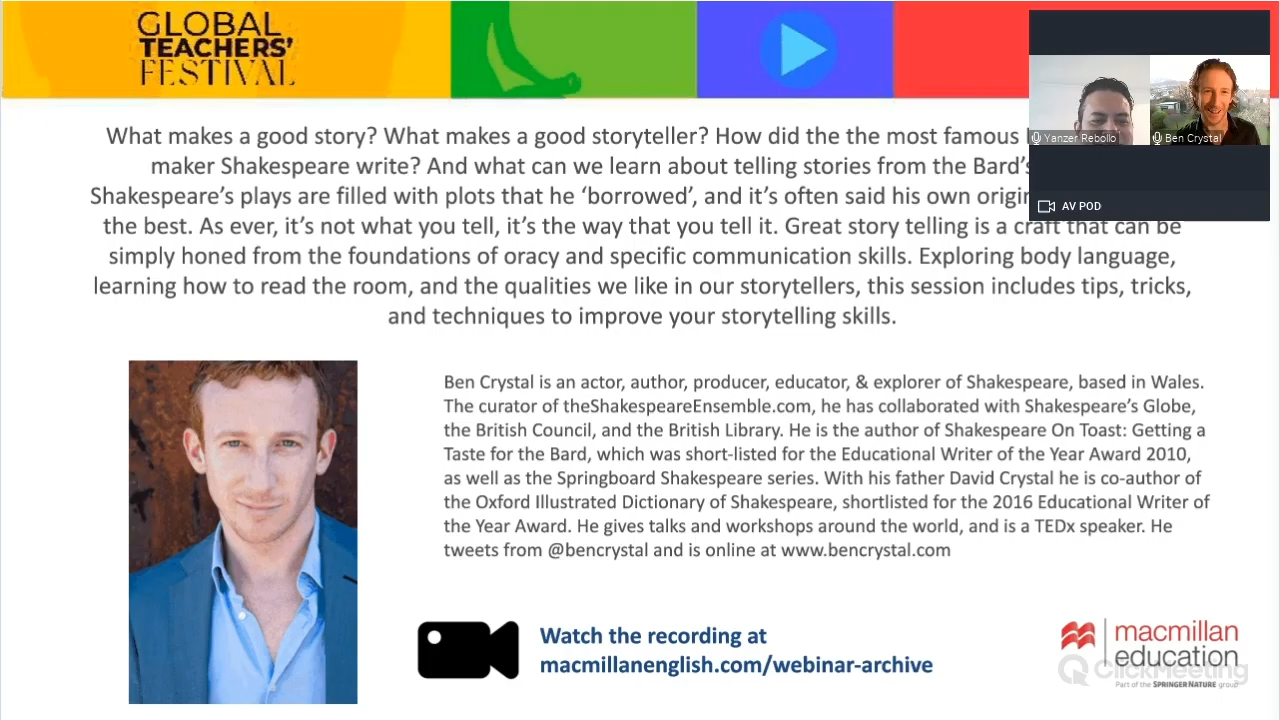 GLOBAL
TEACHERS'
FESTIVAL
What makes a good story? What makes a good storyteller? How did the the most famous
maker Shakespeare write? And what can we learn about telling stories from the Bard's
Shakespeare's plays are filled with plots that he 'borrowed', and it's often said his own
the best. As ever, it's not what you tell, it's the way that you tell it. Great story telling is a craft that can be
simply honed from the foundations of oracy and specific communication skills. Exploring body language,
learning how to read the room, and the qualities we like in our storytellers, this session includes tips, tricks,
and techniques to improve your storytelling skills.
Yanzer Rebollo
Ben Crystal
AV POD
Ben Crystal is an actor, author, producer, educator, & explorer of Shakespeare, based in Wales.
The curator of theShakespeareEnsemble.com, he has collaborated with Shakespeare's Globe,
the British Council, and the British Library. He is the author of Shakespeare On Toast: Getting a
Taste for the Bard, which was short-listed for the Educational Writer of the Year Award 2010,
as well as the Springboard Shakespeare series. With his father David Crystal he is co-author of
the Oxford Illustrated Dictionary of Shakespeare, shortlisted for the 2016 Educational Writer of
the Year Award. He gives talks and workshops around the world, and is a TEDx speaker. He
tweets from @bencrystal and is online at www.bencrystal.com
Watch the recording at
macmillanenglish.com/webinar-archive
macmillan
education
ClickMeeting
Part of the SPRINGER NATURE group